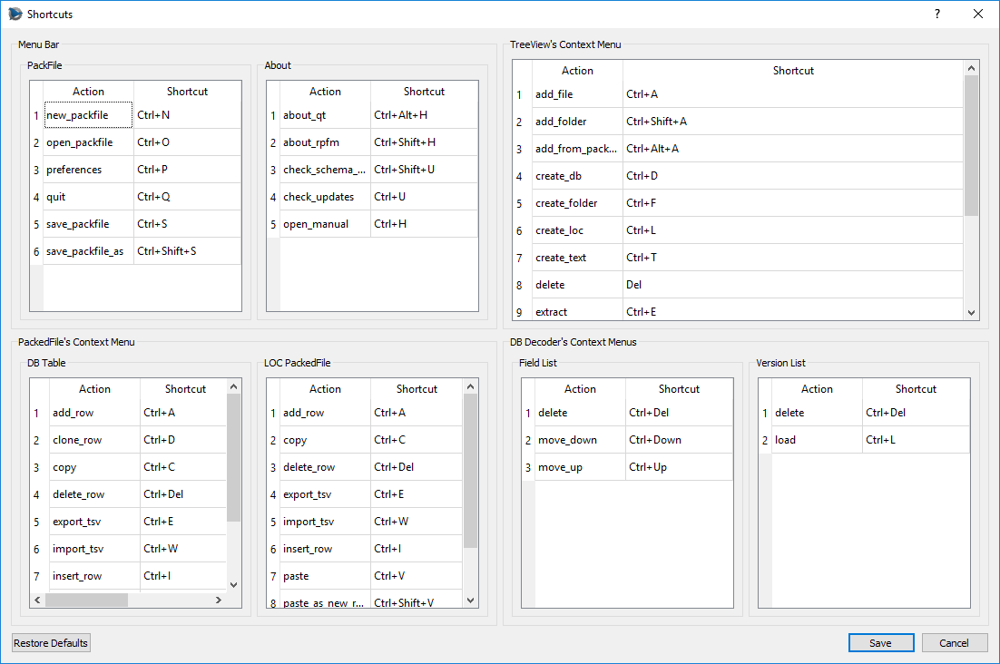 Shortcuts
?
Menu Bar
PackFile
Action Shortcut
1 new_packfile Ctrl+N
2 open_packfile Ctrl+O
3 preferences Ctrl+P
4 quit Ctrl+Q
5 save_packfile Ctrl+S
6 save_packfile_as Ctrl+Shift+S
About
Action Shortcut
1 about_qt Ctrl+Alt+H
2 about_rpfm Ctrl+Shift+H
3 check_schema_... Ctrl+Shift+U
4 check_updates Ctrl+U
5 open_manual Ctrl+H
TreeView's Context Menu
Action Shortcut
1 add_file Ctrl+A
2 add_folder Ctrl+Shift+A
3 add_from_pack... Ctrl+Alt+A
4 create_db Ctrl+D
5 create_folder Ctrl+F
6 create_loc Ctrl+L
7 create_text Ctrl+T
8 delete Del
9 extract Ctrl+E
PackedFile's Context Menu
DB Table
Action Shortcut
1 add_row Ctrl+A
2 clone_row Ctrl+D
3 copy Ctrl+C
4 delete_row Ctrl+Del
5 export_tsv Ctrl+E
6 import_tsv Ctrl+W
7 insert_row Ctrl+I
LOC PackedFile
Action Shortcut
1 add_row Ctrl+A
2 copy Ctrl+C
3 delete_row Ctrl+Del
4 export_tsv Ctrl+E
5 import_tsv Ctrl+W
6 insert_row Ctrl+I
7 paste Ctrl+V
8 paste_as_new_r... Ctrl+Shift+V
DB Decoder's Context Menus
Field List
Action Shortcut
1 delete Ctrl+Del
2 move_down Ctrl+Down
3 move_up Ctrl+Up
Version List
Action Shortcut
1 delete Ctrl+Del
2 load Ctrl+L
Restore Defaults Save Cancel